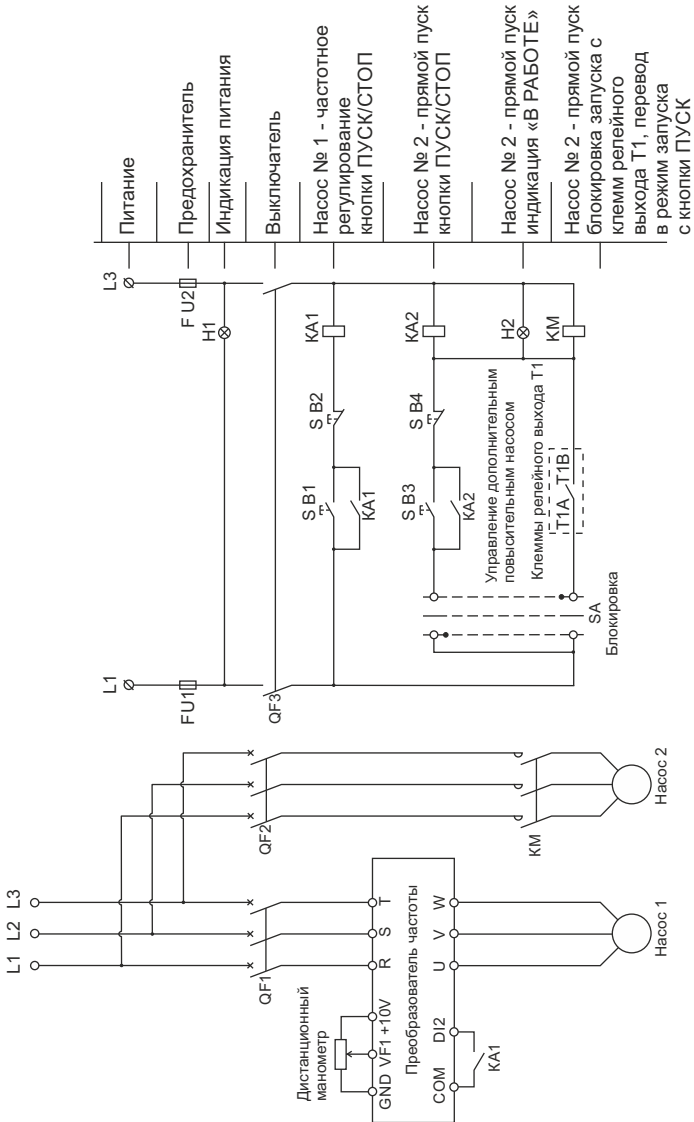 L1
L2
L3
QF1
QF2
Дистанционный
манометр
GND
VF1
+10V
R
S
T
Преобразователь частоты
COM
DI2
U
V
W
KA1
KM
Насос 1
Насос 2
L1
L3
FU1
F U2
H1
QF3
S B1
S B2
KA1
KA1
S B3
S B4
KA2
KA2
Управление дополнительным
повысительным насосом
H2
Клеммы релейного выхода Т1
T1A
T1B
KM
SA
Блокировка
Питание
Предохранитель
Индикация питания
Выключатель
Насос № 1 - частотное
регулирование
кнопки ПУСК/СТОП
Насос № 2 - прямой пуск
кнопки ПУСК/СТОП
Насос № 2 - прямой пуск
индикация «В РАБОТЕ»
Насос № 2 - прямой пуск
блокировка запуска с
клемм релейного
выхода Т1, перевод
в режим запуска
с кнопки ПУСК